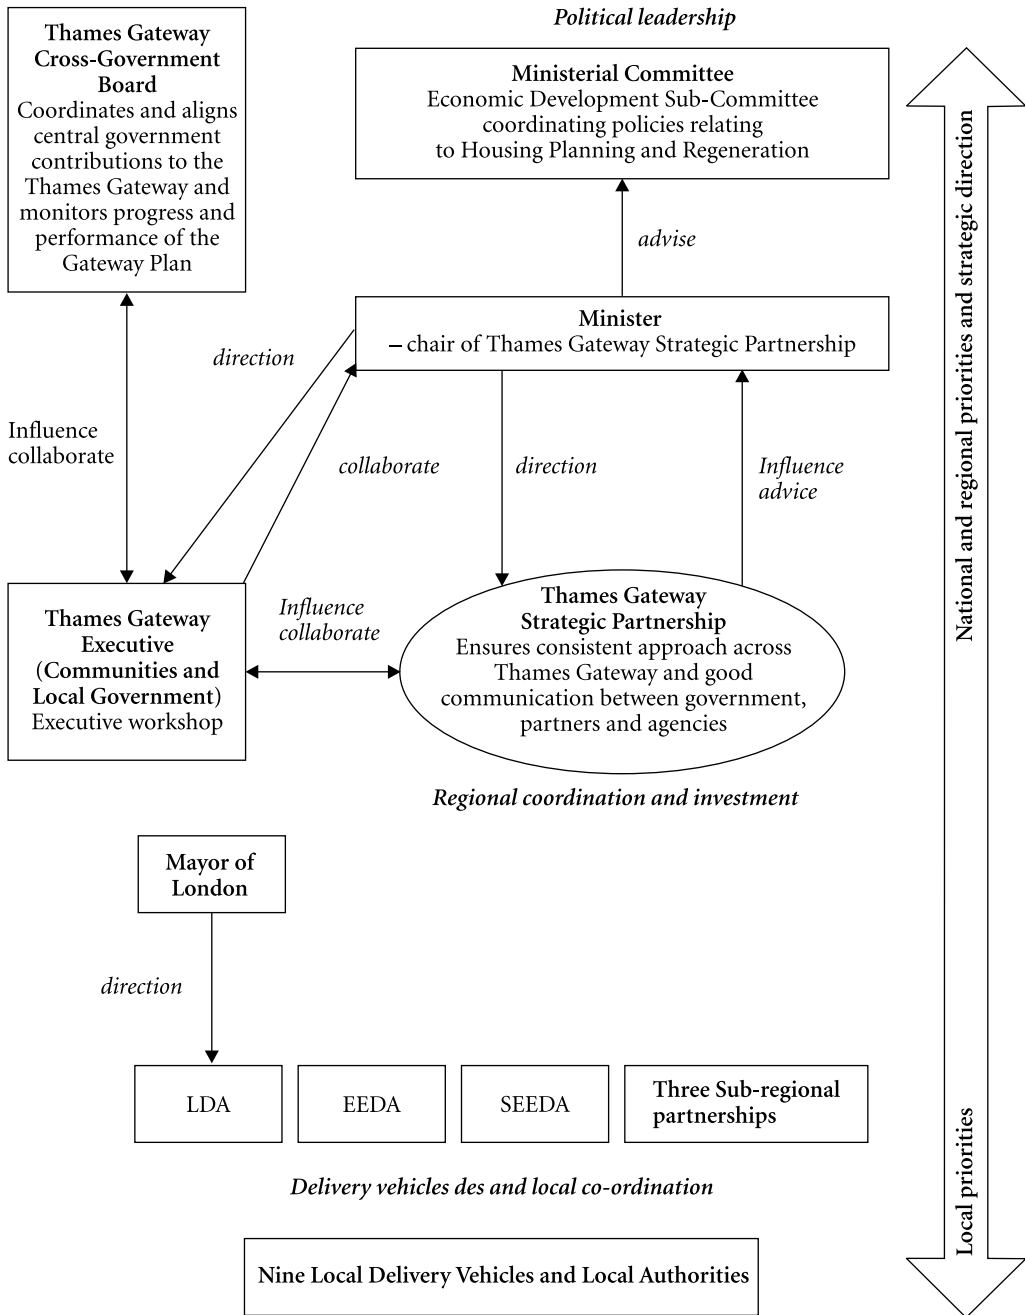 Political leadership
Thames Gateway
Cross-Government
Board
Coordinates and aligns
central government
contributions to the
Thames Gateway and
monitors progress and
performance of the
Gateway Plan
Ministerial Committee
Economic Development Sub-Committee
coordinating policies relating
to Housing Planning and Regeneration
advise
Minister
– chair of Thames Gateway Strategic Partnership
direction
Influence
collaborate
collaborate
direction
Influence
advice
Thames Gateway
Executive
(Communities and
Local Government)
Executive workshop
Influence
collaborate
Thames Gateway
Strategic Partnership
Ensures consistent approach across
Thames Gateway and good
communication between government,
partners and agencies
Regional coordination and investment
Mayor of
London
direction
LDA
EEDA
SEEDA
Three Sub-regional
partnerships
Delivery vehicles des and local co-ordination
Nine Local Delivery Vehicles and Local Authorities
National and regional priorities and strategic direction
Local priorities